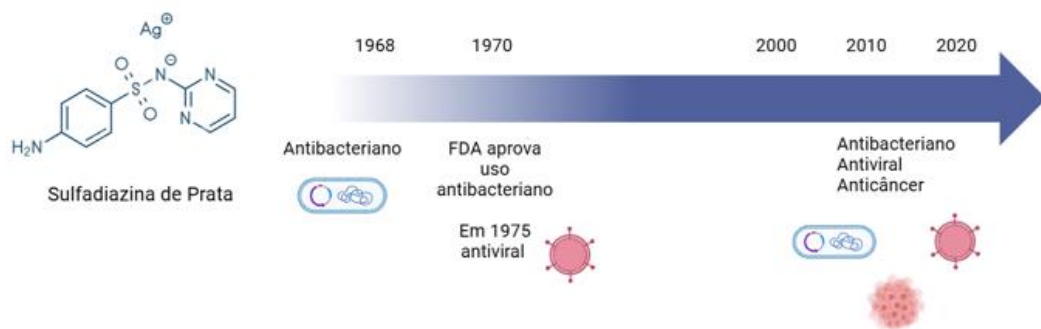 Ag⊕
⊖
O
N
N
S
O
N
H₂N
Sulfadiazina de Prata
1968
1970
2000
2010
2020
Antibacteriano
FDA aprova
uso
antibacteriano
Em 1975
antiviral
Antibacteriano
Antiviral
Anticâncer